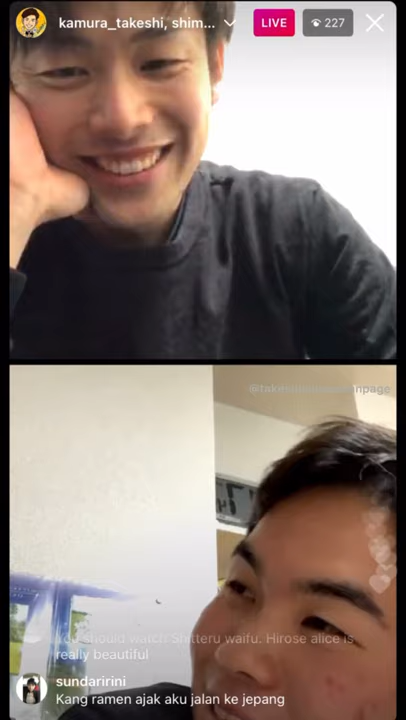 kamura_takeshi, shim...
LIVE
227
should watch Shitteru waifu. Hirose alice is
really beautiful
sundaririni
Kang ramen ajak aku jalan ke jepang